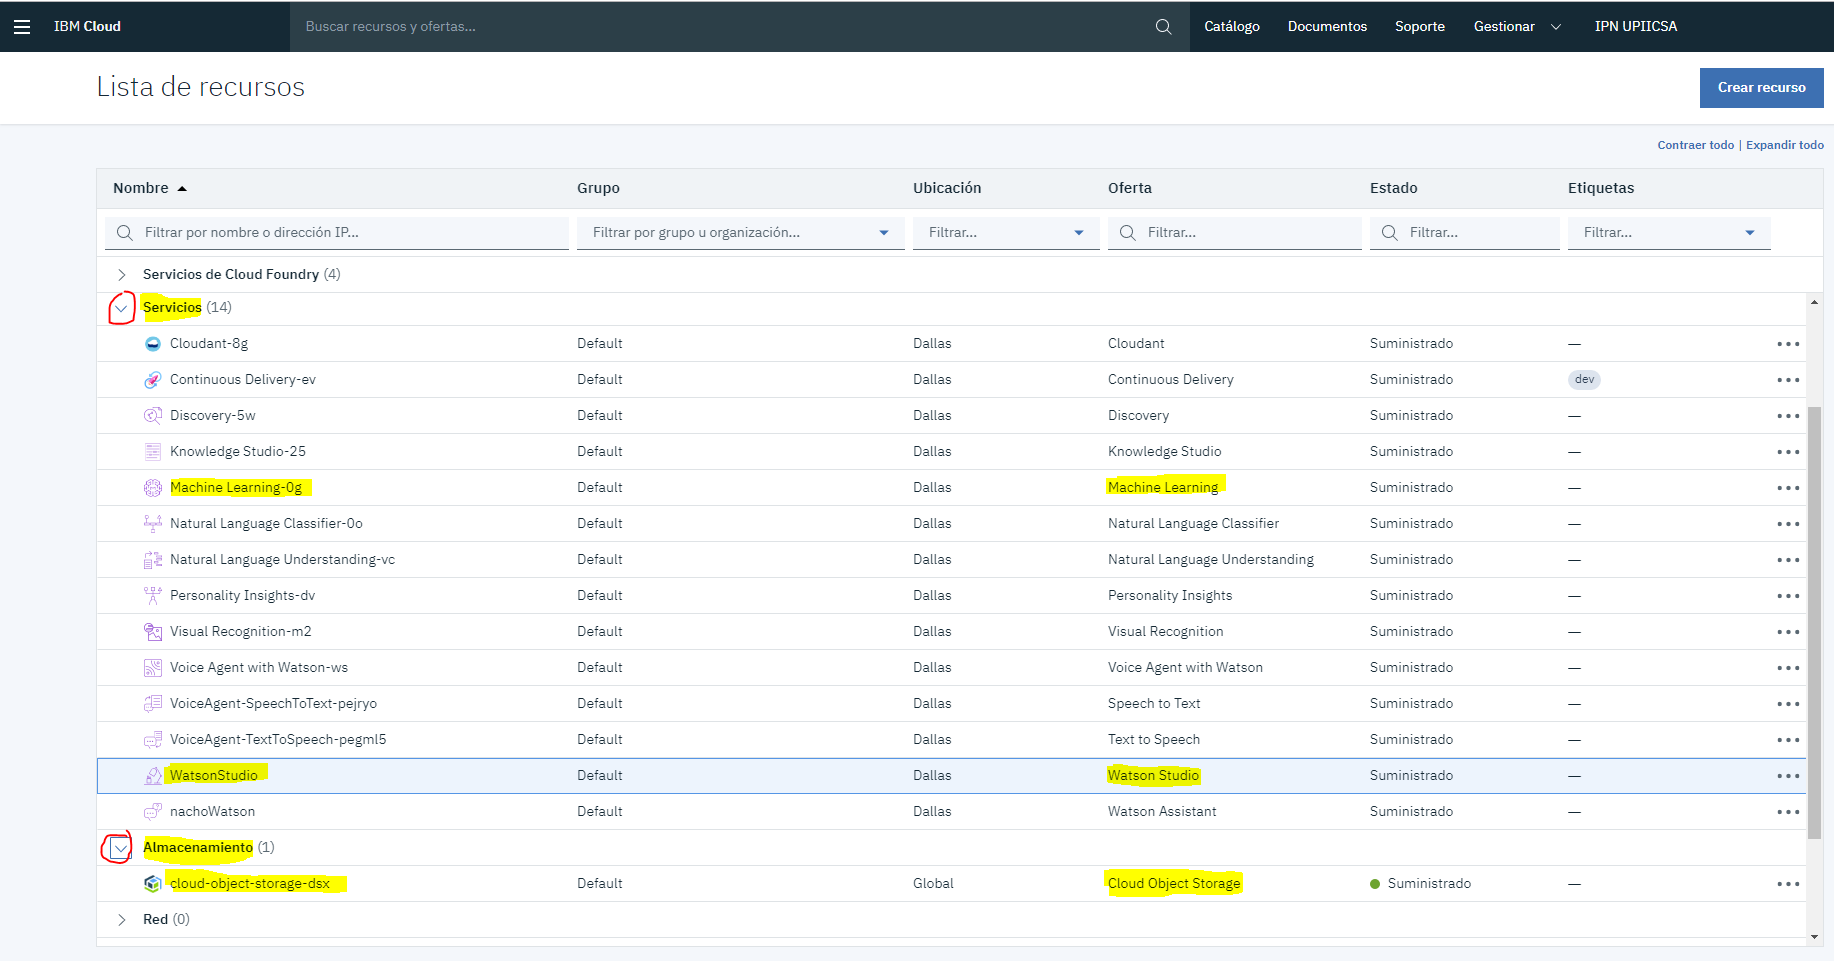 IBM Cloud Buscar recursos y ofertas... Catálogo Documentos Soporte Gestionar IPN UPIICSA
Lista de recursos Crear recurso
Contraer todo | Expandir todo
Nombre Grupo Ubicación Oferta Estado Etiquetas
Filtrar por nombre o dirección IP... Filtrar por grupo u organización... Filtrar... Filtrar... Filtrar... Filtrar...
Servicios de Cloud Foundry (4)
Servicios (14)
Cloudant-8g Default Dallas Cloudant Suministrado —
Continuous Delivery-ev Default Dallas Continuous Delivery Suministrado dev
Discovery-5w Default Dallas Discovery Suministrado —
Knowledge Studio-25 Default Dallas Knowledge Studio Suministrado —
Machine Learning-0g Default Dallas Machine Learning Suministrado —
Natural Language Classifier-0o Default Dallas Natural Language Classifier Suministrado —
Natural Language Understanding-vc Default Dallas Natural Language Understanding Suministrado —
Personality Insights-dv Default Dallas Personality Insights Suministrado —
Visual Recognition-m2 Default Dallas Visual Recognition Suministrado —
Voice Agent with Watson-ws Default Dallas Voice Agent with Watson Suministrado —
VoiceAgent-SpeechToText-pejryo Default Dallas Speech to Text Suministrado —
VoiceAgent-TextToSpeech-pegml5 Default Dallas Text to Speech Suministrado —
WatsonStudio Default Dallas Watson Studio Suministrado —
nachoWatson Default Dallas Watson Assistant Suministrado —
Almacenamiento (1)
cloud-object-storage-dsx Default Global Cloud Object Storage Suministrado —
Red (0)